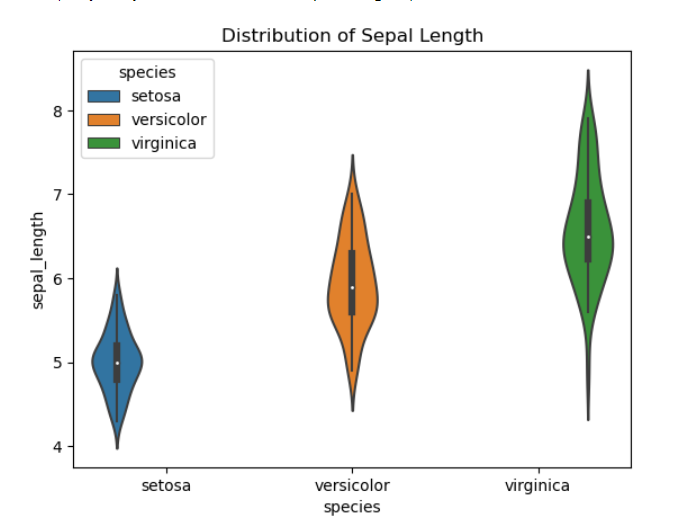 Distribution of Sepal Length
species
setosa
versicolor
virginica
8
7
6
5
4
sepal_length
setosa
versicolor
virginica
species